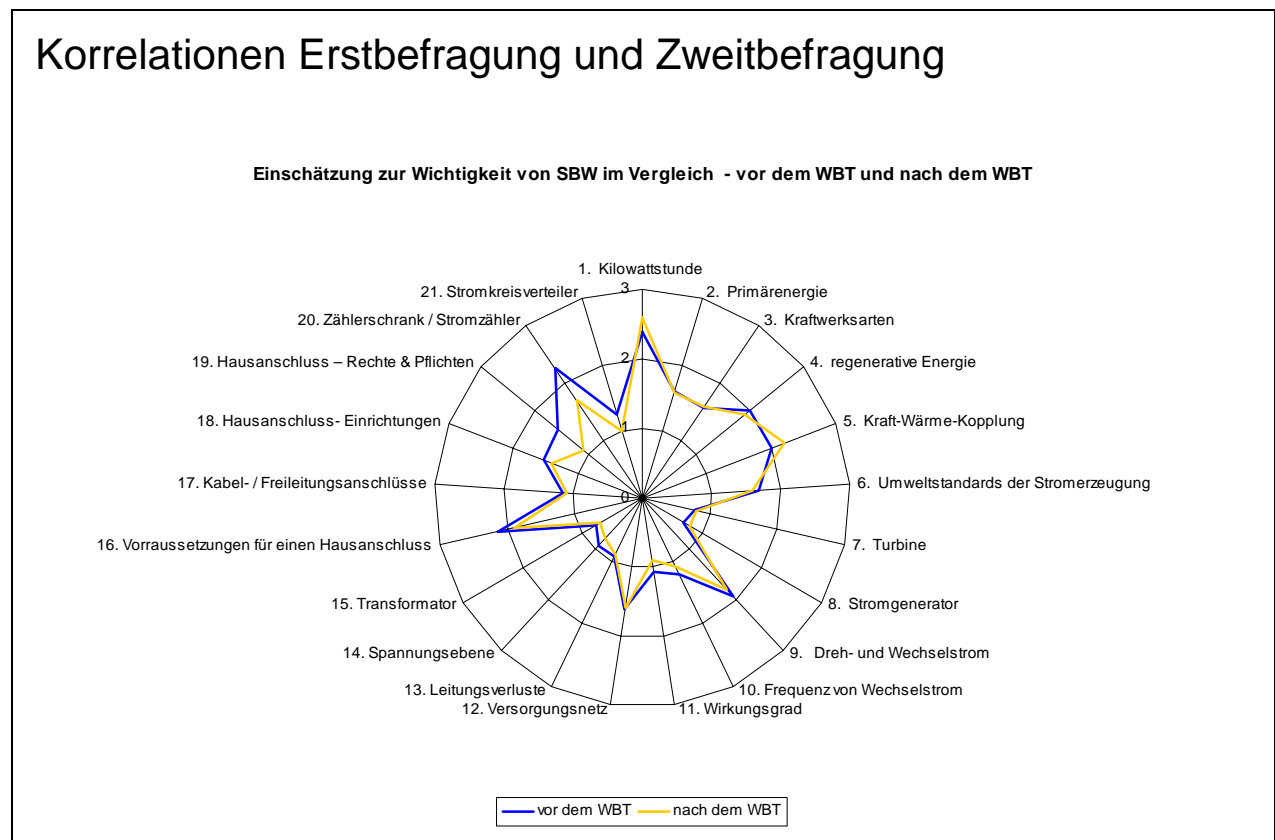 Korrelationen Erstbefragung und Zweitbefragung
Einschätzung zur Wichtigkeit von SBW im Vergleich - vor dem WBT und nach dem WBT
1. Kilowattstunde
2. Primärenergie
3. Kraftwerksarten
4. regenerative Energie
5. Kraft-Wärme-Kopplung
6. Umweltstandards der Stromerzeugung
7. Turbine
8. Stromgenerator
9. Dreh- und Wechselstrom
10. Frequenz von Wechselstrom
11. Wirkungsgrad
12. Versorgungsnetz
13. Leitungsverluste
14. Spannungsebene
15. Transformator
16. Vorraussetzungen für einen Hausanschluss
17. Kabel- / Freileitungsanschlüsse
18. Hausanschluss- Einrichtungen
19. Hausanschluss – Rechte & Pflichten
20. Zählerschrank / Stromzähler
21. Stromkreisverteiler
3
2
1
0
vor dem WBT nach dem WBT